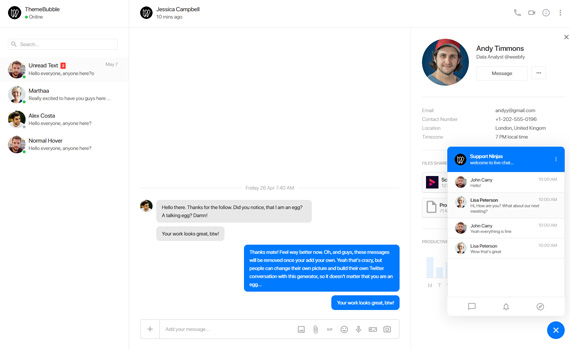 ThemeBubble
Online
Search...
Unread Text
May 7
Hello everyone, anyone here?s
Marthaa
Really excited to have you guys here ...
Alex Costa
Hello everyone, anyone here?
Normal Hover
Hello everyone, anyone here?
Jessica Campbell
10 mins ago
Friday 26 Apr 7:40 AM
Hello there. Thanks for the follow. Did you notice, that I am an egg?
A talking egg? Damn!
Your work looks great, btw!
Thanks mate! Feel way better now. Oh, and guys, these messages
will be removed once your add your own. Yeah that's crazy, but
people can change their own picture and build their own Twitter
conversation with this generator, so it doesn't matter that you are an
egg...
Your work looks great, btw!
Add your message...
GIF
Andy Timmons
Data Analyst @weebify
Message
Email
andyy@gmail.com
Contact Number
+1-202-555-0196
Location
London, United Kingom
Timezone
7 PM local time
FILES SHAR
Sc
12
Pro
PRODUCTIN
M T
Support Ninjas
welcome to live chat...
John Carry
10:00 AM
Hello!
Lisa Peterson
10:00 AM
Hi, How are you? What about our next
meeting?
John Carry
10:00 AM
Yeah everything is fine
Lisa Peterson
10:00 AM
Wow that's great